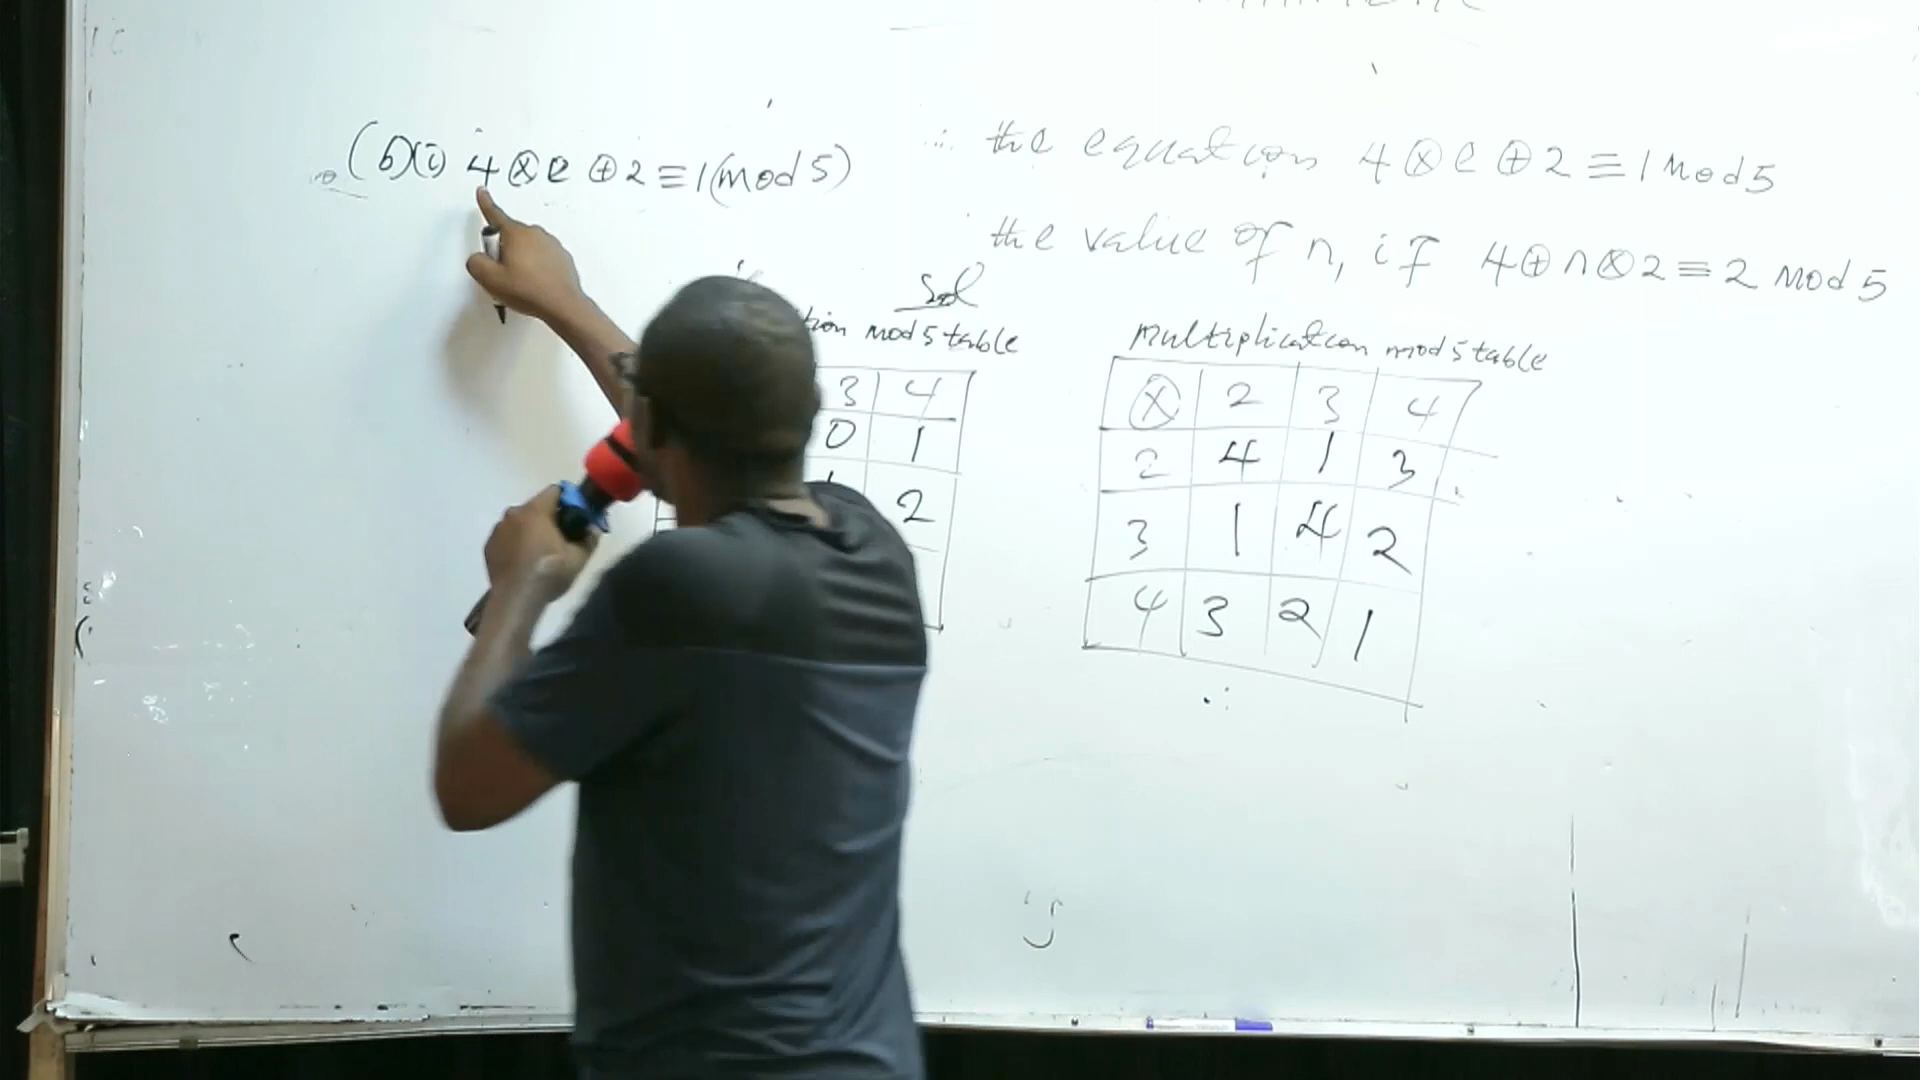 (b)(i) 4 ⊗ e ⊕ 2 ≡ 1(mod 5)
the equation 4 ⊗ e ⊕ 2 ≡ 1 mod 5
the value of n, if 4 ⊕ n ⊗ 2 ≡ 2 mod 5
Sol
tion mod 5 table
3 4
0 1
2
Multiplication mod 5 table
⊗ 2 3 4
2 4 1 3
3 1 4 2
4 3 2 1